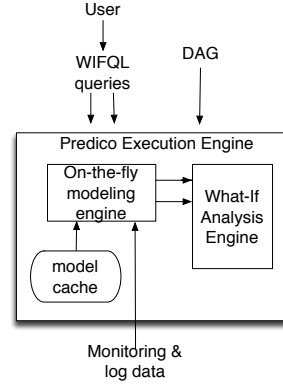 User
WIFQL
queries
DAG
Predico Execution Engine
On-the-fly
modeling
engine
What-If
Analysis
Engine
model
cache
Monitoring &
log data